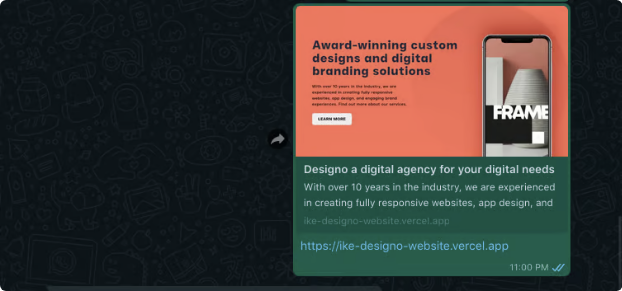 Award-winning custom
designs and digital
branding solutions
With over 10 years in the industry, we are
experienced in creating fully responsive
websites, app design, and engaging brand
experiences. Find out more about our services.
LEARN MORE
FRAME
Designo a digital agency for your digital needs
With over 10 years in the industry, we are experienced
in creating fully responsive websites, app design, and
ike-designo-website.vercel.app
https://ike-designo-website.vercel.app
11:00 PM